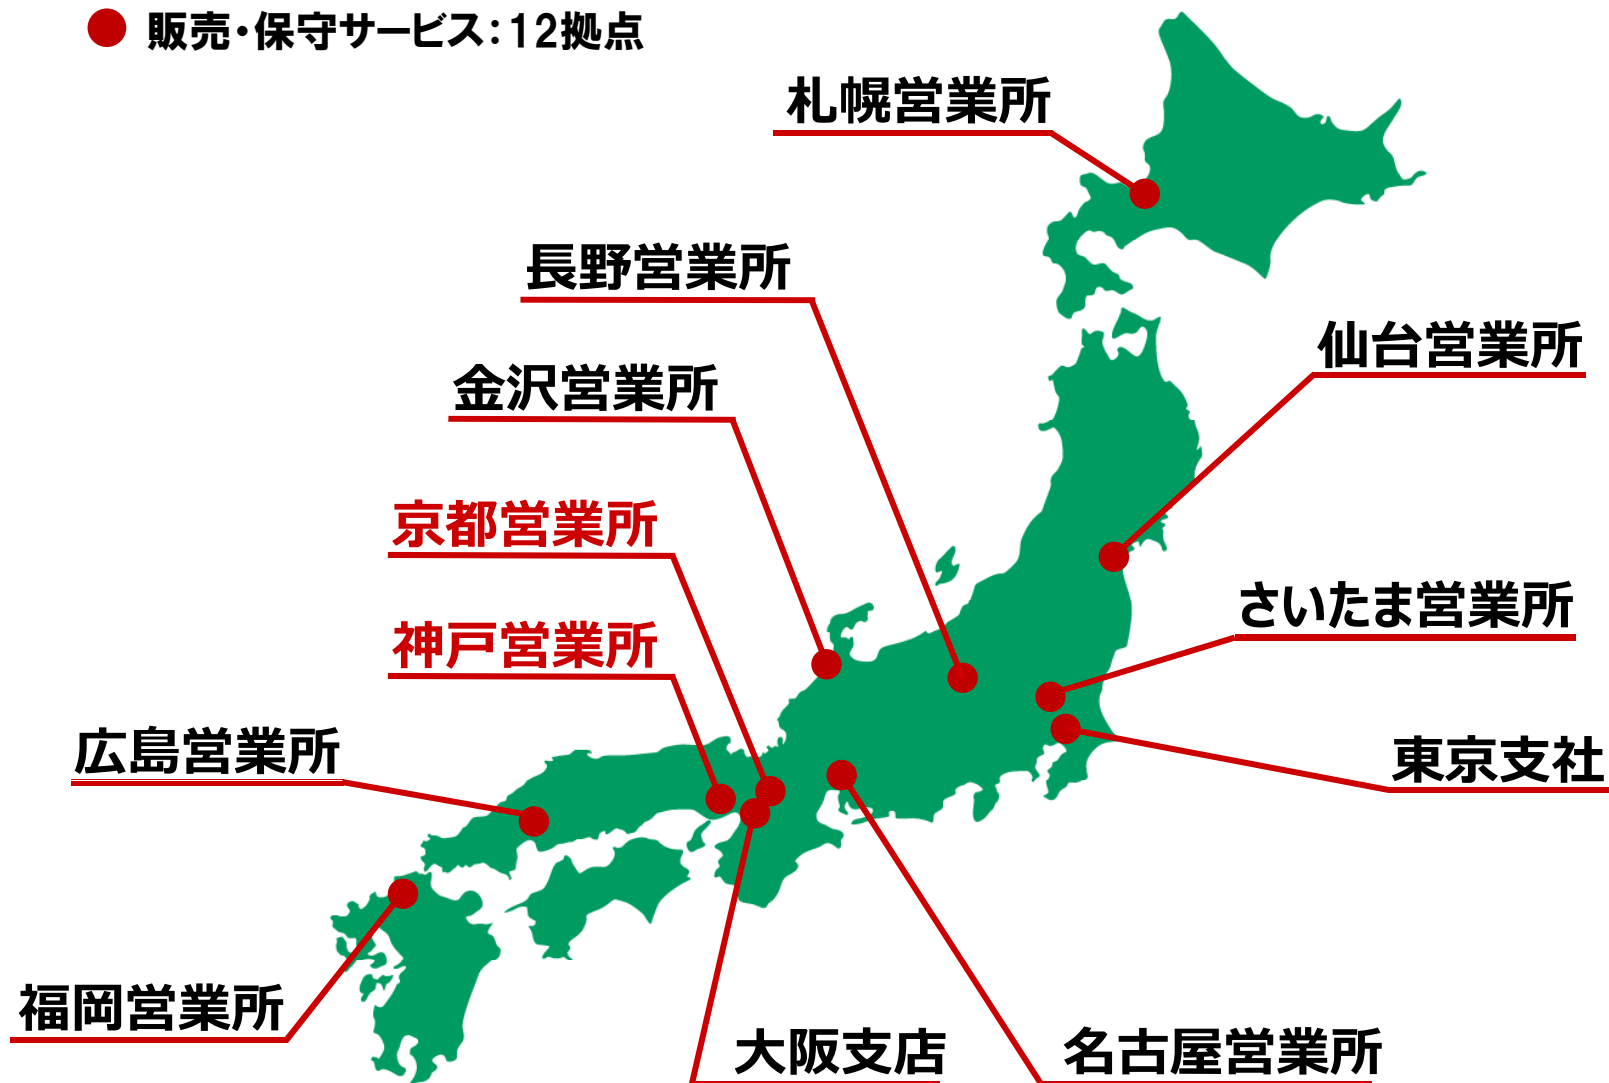 販売・保守サービス：12拠点
札幌営業所
長野営業所
仙台営業所
金沢営業所
京都営業所
さいたま営業所
神戸営業所
広島営業所
東京支社
福岡営業所
大阪支店
名古屋営業所